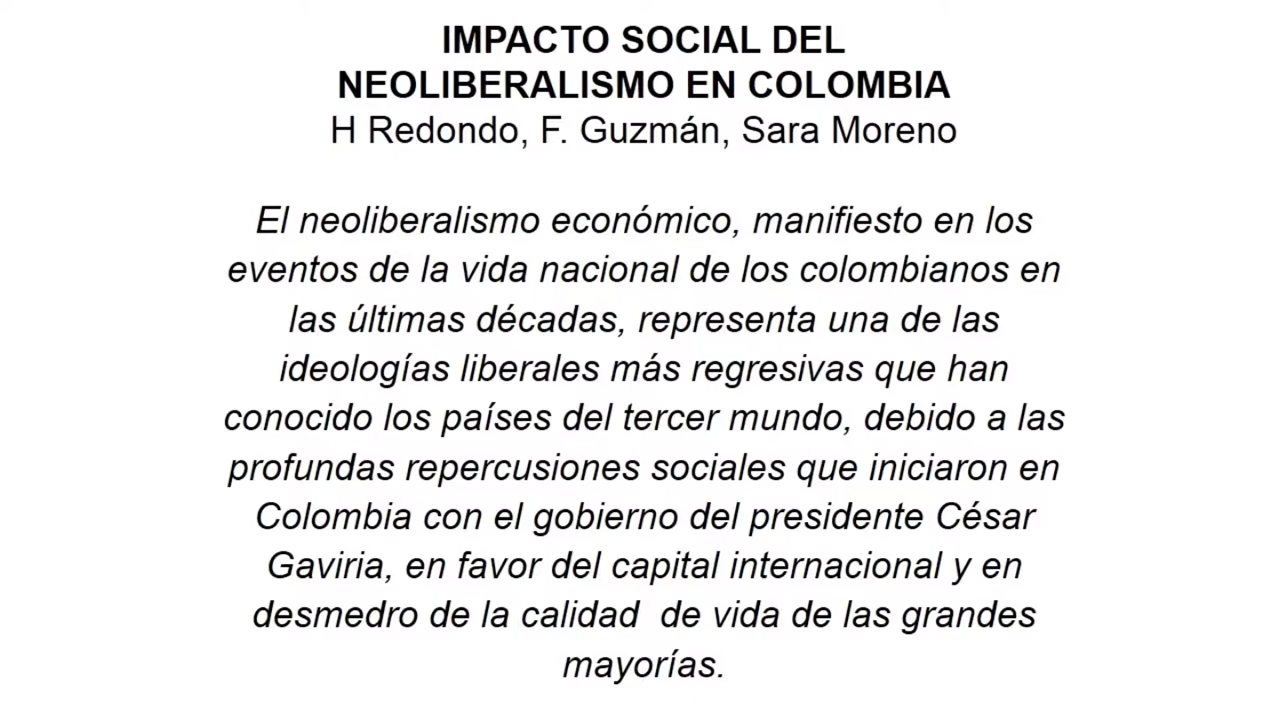 IMPACTO SOCIAL DEL
NEOLIBERALISMO EN COLOMBIA
H Redondo, F. Guzmán, Sara Moreno
El neoliberalismo económico, manifiesto en los
eventos de la vida nacional de los colombianos en
las últimas décadas, representa una de las
ideologías liberales más regresivas que han
conocido los países del tercer mundo, debido a las
profundas repercusiones sociales que iniciaron en
Colombia con el gobierno del presidente César
Gaviria, en favor del capital internacional y en
desmedro de la calidad  de vida de las grandes
mayorías.